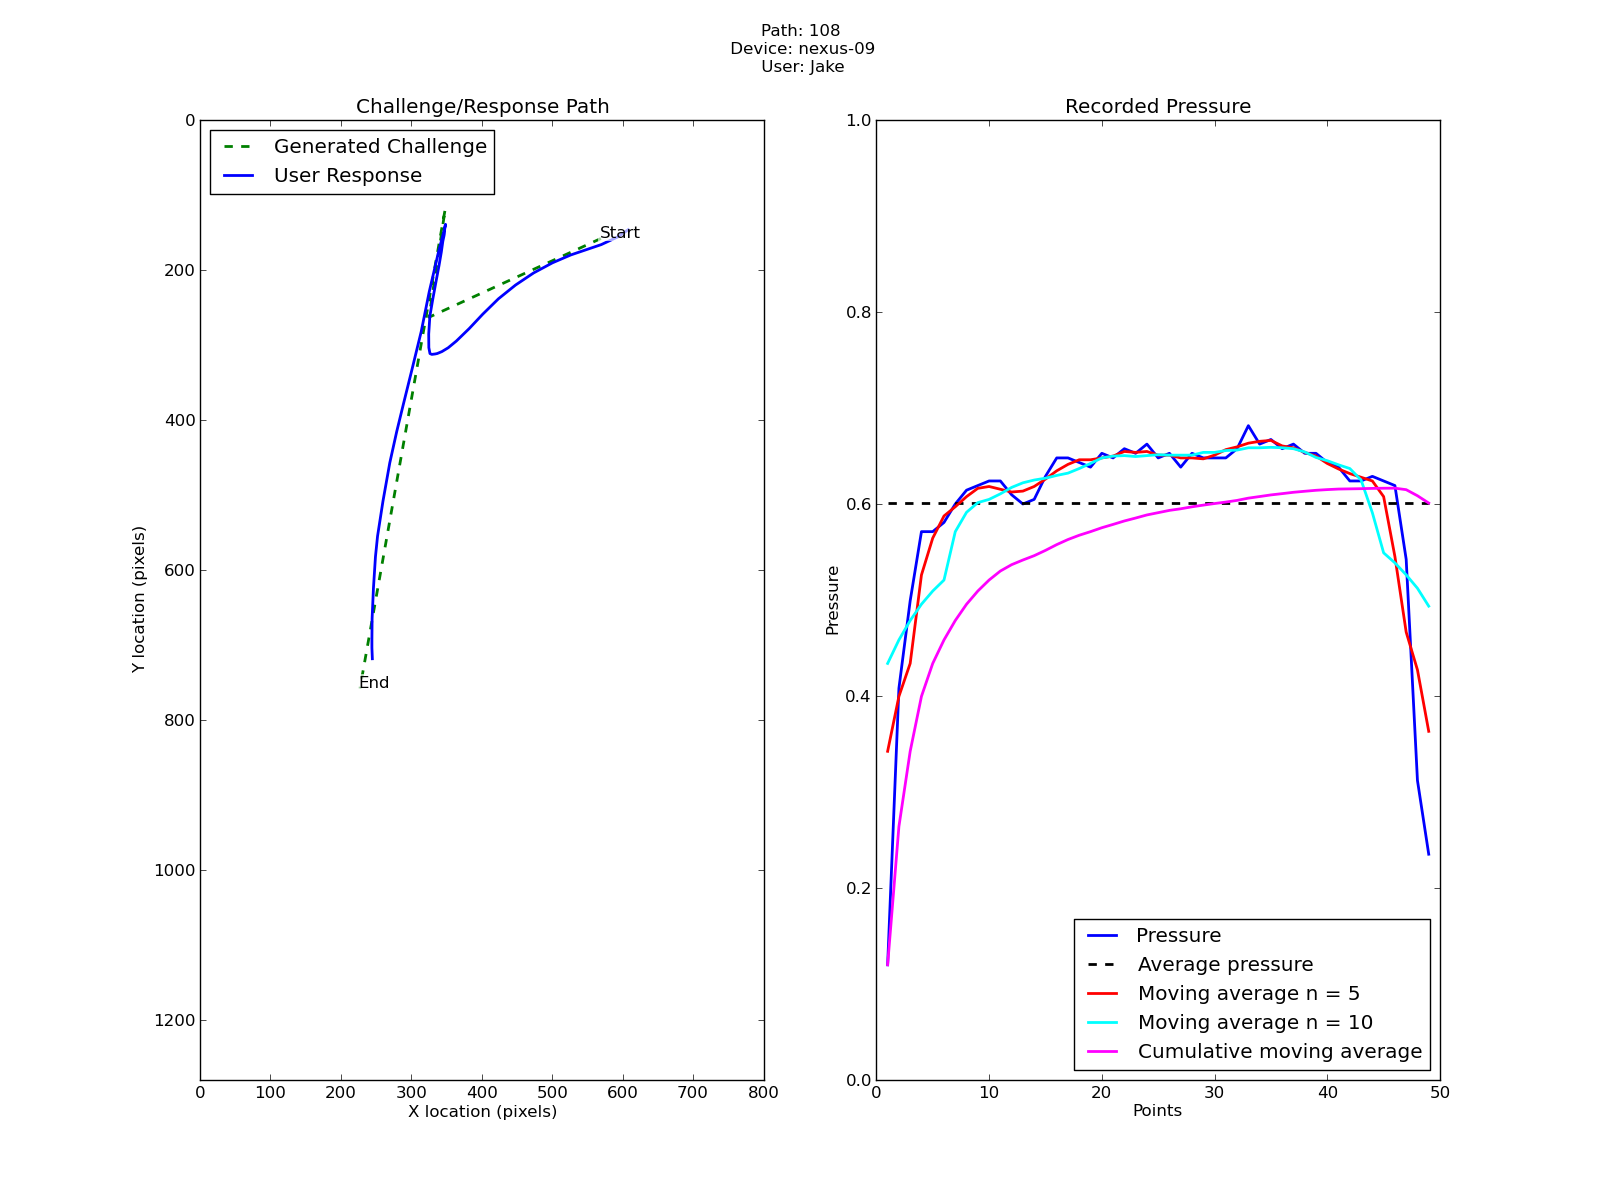 Path: 108
Device: nexus-09
User: Jake
Challenge/Response Path
Generated Challenge
User Response
Start
End
0
200
400
600
800
1000
1200
Y location (pixels)
0 100 200 300 400 500 600 700 800
X location (pixels)
Recorded Pressure
1.0
0.8
0.6
0.4
0.2
0.0
Pressure
Pressure
Average pressure
Moving average n = 5
Moving average n = 10
Cumulative moving average
0 10 20 30 40 50
Points